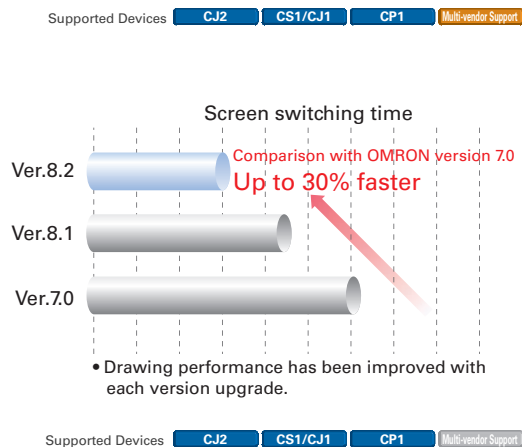 Supported Devices CJ2 CS1/CJ1 CP1 Multi-vendor Support
Screen switching time
Ver.8.2
Comparison with OMRON version 7.0
Up to 30% faster
Ver.8.1
Ver.7.0
• Drawing performance has been improved with
each version upgrade.
Supported Devices CJ2 CS1/CJ1 CP1 Multi-vendor Support